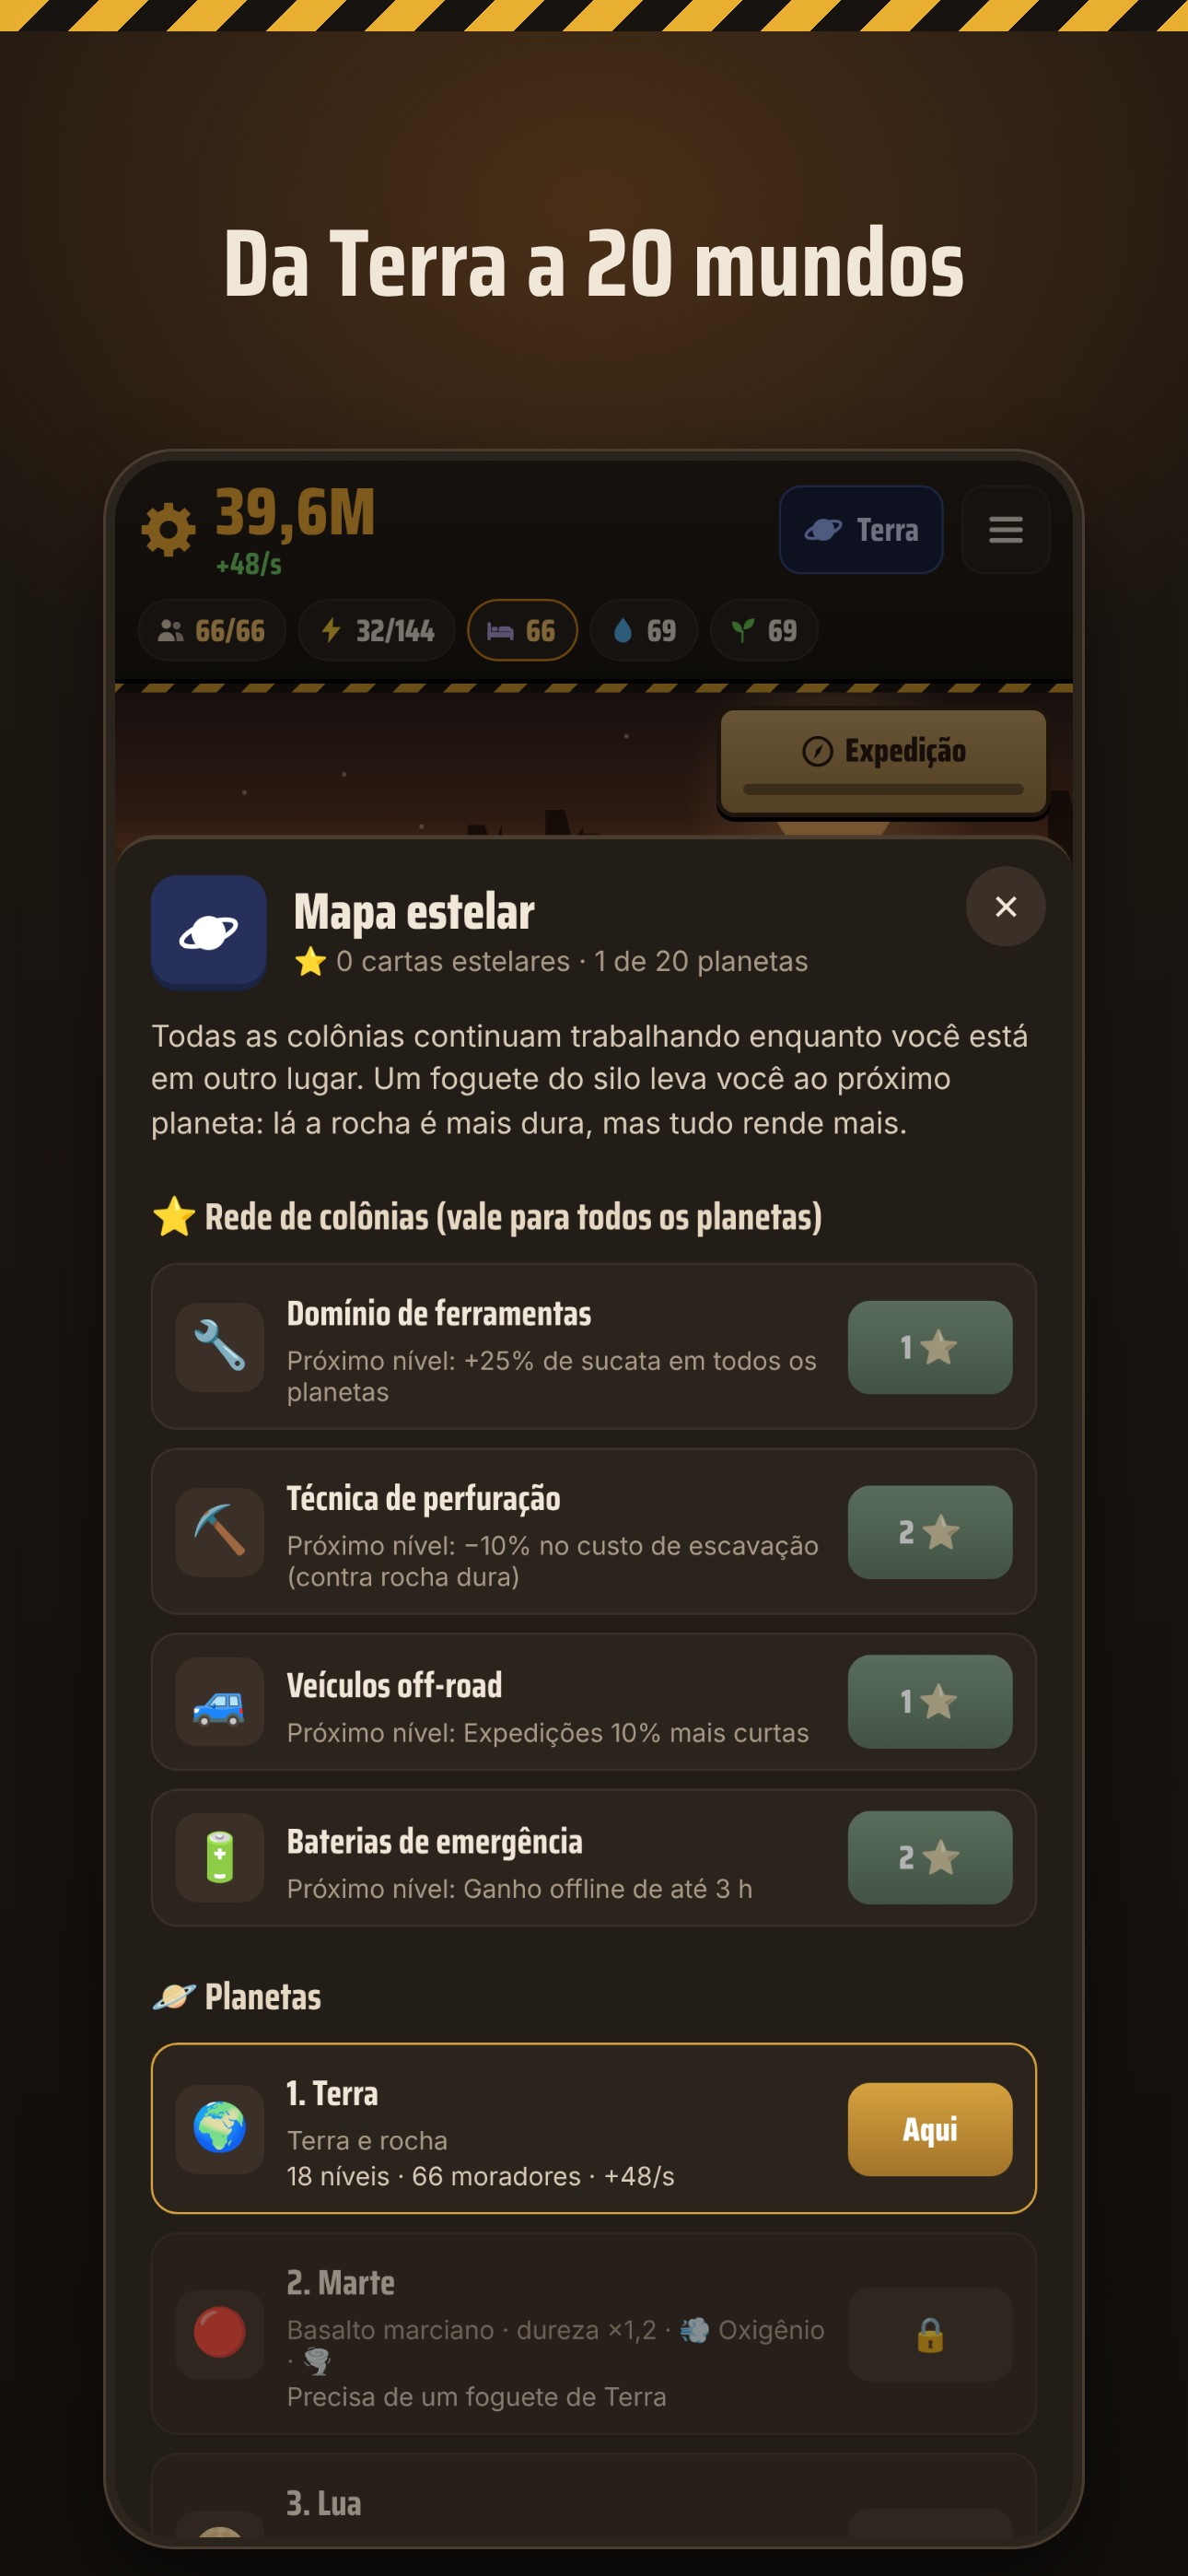 Da Terra a 20 mundos
39,6M
+48/s
Terra
66/66
32/144
66
69
69
Expedição
Mapa estelar
0 cartas estelares · 1 de 20 planetas
Todas as colônias continuam trabalhando enquanto você está
em outro lugar. Um foguete do silo leva você ao próximo
planeta: lá a rocha é mais dura, mas tudo rende mais.
Rede de colônias (vale para todos os planetas)
Domínio de ferramentas
Próximo nível: +25% de sucata em todos os
planetas
1
Técnica de perfuração
Próximo nível: −10% no custo de escavação
(contra rocha dura)
2
Veículos off-road
Próximo nível: Expedições 10% mais curtas
1
Baterias de emergência
Próximo nível: Ganho offline de até 3 h
2
Planetas
1. Terra
Terra e rocha
18 níveis · 66 moradores · +48/s
Aqui
2. Marte
Basalto marciano · dureza ×1,2 · 💨 Oxigênio
· 🌪
Precisa de um foguete de Terra
3. Lua